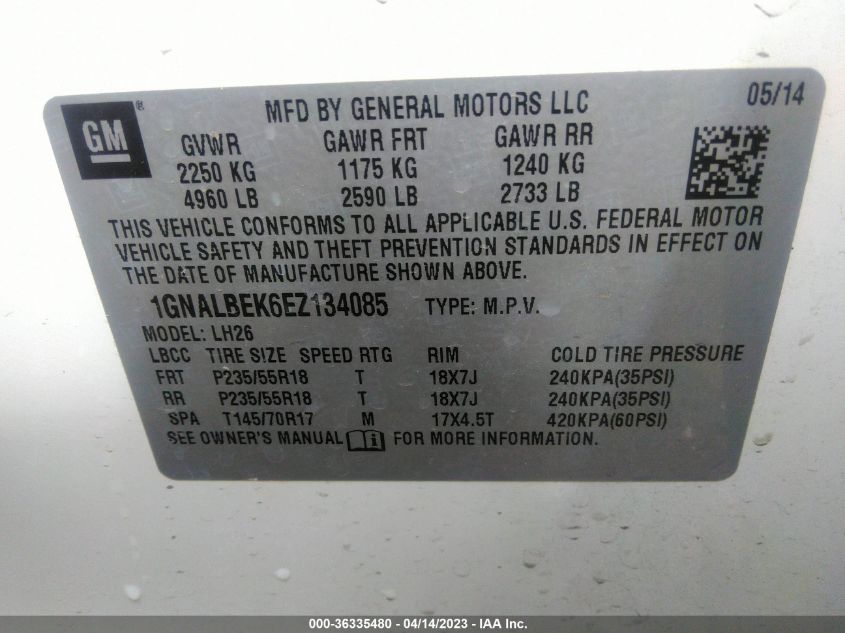 GM ® MFD BY GENERAL MOTORS LLC 05/14
GVWR GAWR FRT GAWR RR
2250 KG 1175 KG 1240 KG
4960 LB 2590 LB 2733 LB
THIS VEHICLE CONFORMS TO ALL APPLICABLE U.S. FEDERAL MOTOR
VEHICLE SAFETY AND THEFT PREVENTION STANDARDS IN EFFECT ON
THE DATE OF MANUFACTURE SHOWN ABOVE.
1GNALBEK6EZ134085 TYPE: M.P.V.
MODEL: LH26
LBCC TIRE SIZE SPEED RTG RIM COLD TIRE PRESSURE
FRT P235/55R18 T 18X7J 240KPA(35PSI)
RR P235/55R18 T 18X7J 240KPA(35PSI)
SPA T145/70R17 M 17X4.5T 420KPA(60PSI)
SEE OWNER'S MANUAL i FOR MORE INFORMATION.
000-36335480 - 04/14/2023 - IAA Inc.